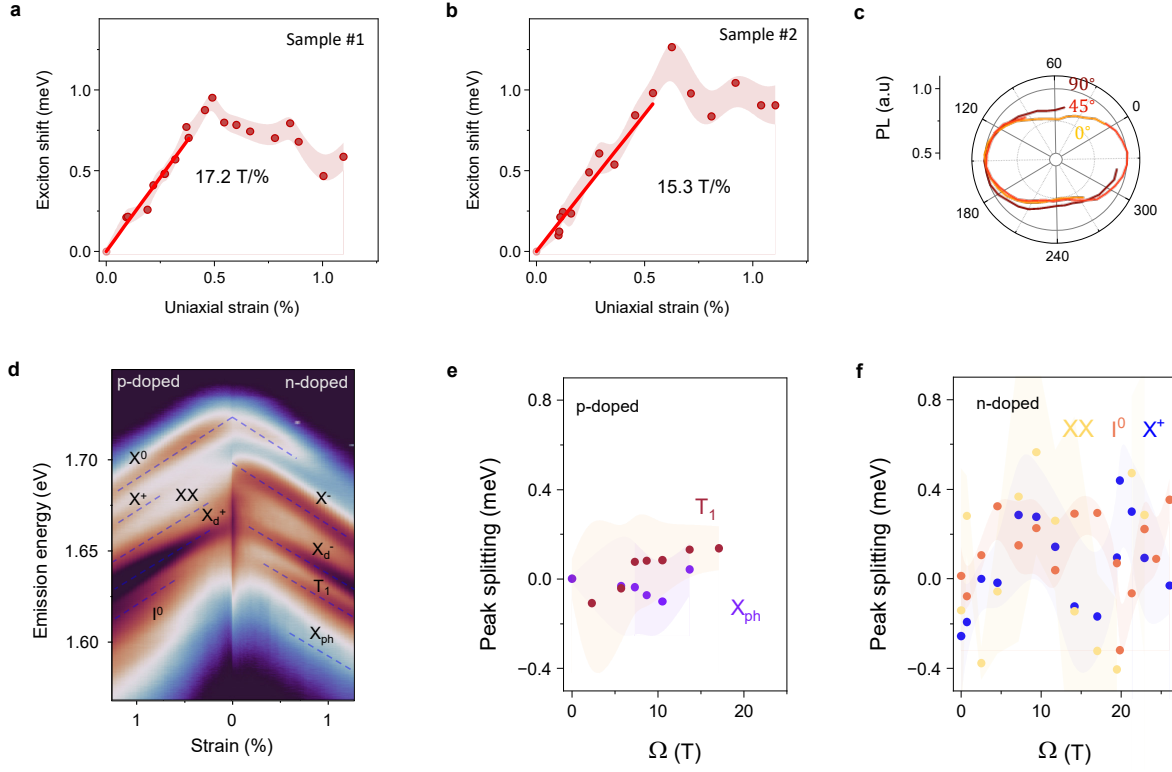 a
Sample #1
17.2 T/%
Exciton shift (meV)
0.0
0.5
1.0
0.0
0.5
1.0
Uniaxial strain (%)
b
Sample #2
15.3 T/%
Exciton shift (meV)
0.0
0.5
1.0
0.0
0.5
1.0
Uniaxial strain (%)
c
PL (a.u)
1.0
0.5
60
120
0
180
300
240
90°
45°
0°
d
p-doped
n-doped
X⁰
X⁺
XX
X_d⁺
I⁰
X⁻
X_d⁻
T₁
X_ph
Emission energy (eV)
1.70
1.65
1.60
1
0
1
Strain (%)
e
p-doped
T₁
X_ph
Peak splitting (meV)
0.8
0.4
0.0
−0.4
0
10
20
Ω (T)
f
n-doped
XX I⁰ X⁺
Peak splitting (meV)
0.8
0.4
0.0
−0.4
0
10
20
Ω (T)